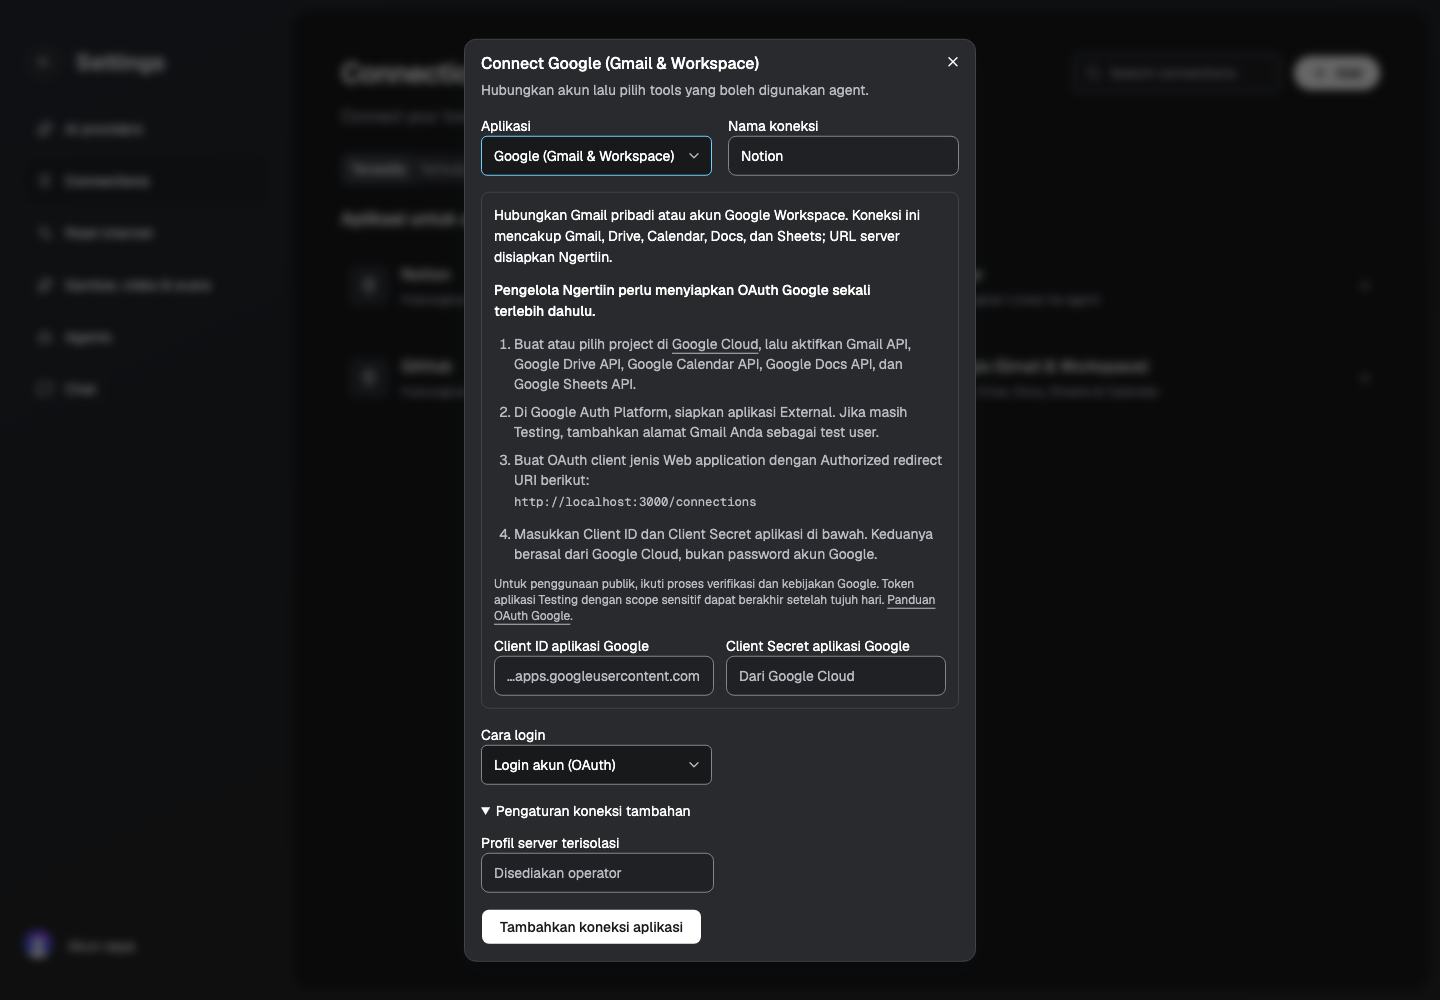 Settings
AI providers
Connections
Agents
Chat
Akun saya
Connect Google (Gmail & Workspace)
Hubungkan akun lalu pilih tools yang boleh digunakan agent.
Aplikasi
Nama koneksi
Google (Gmail & Workspace)
Notion
Hubungkan Gmail pribadi atau akun Google Workspace. Koneksi ini
mencakup Gmail, Drive, Calendar, Docs, dan Sheets; URL server
disiapkan Ngertiin.
Pengelola Ngertiin perlu menyiapkan OAuth Google sekali
terlebih dahulu.
1. Buat atau pilih project di Google Cloud, lalu aktifkan Gmail API,
Google Drive API, Google Calendar API, Google Docs API, dan
Google Sheets API.
2. Di Google Auth Platform, siapkan aplikasi External. Jika masih
Testing, tambahkan alamat Gmail Anda sebagai test user.
3. Buat OAuth client jenis Web application dengan Authorized redirect
URI berikut:
http://localhost:3000/connections
4. Masukkan Client ID dan Client Secret aplikasi di bawah. Keduanya
berasal dari Google Cloud, bukan password akun Google.
Untuk penggunaan publik, ikuti proses verifikasi dan kebijakan Google. Token
aplikasi Testing dengan scope sensitif dapat berakhir setelah tujuh hari. Panduan
OAuth Google.
Client ID aplikasi Google
Client Secret aplikasi Google
...apps.googleusercontent.com
Dari Google Cloud
Cara login
Login akun (OAuth)
▼ Pengaturan koneksi tambahan
Profil server terisolasi
Disediakan operator
Tambahkan koneksi aplikasi